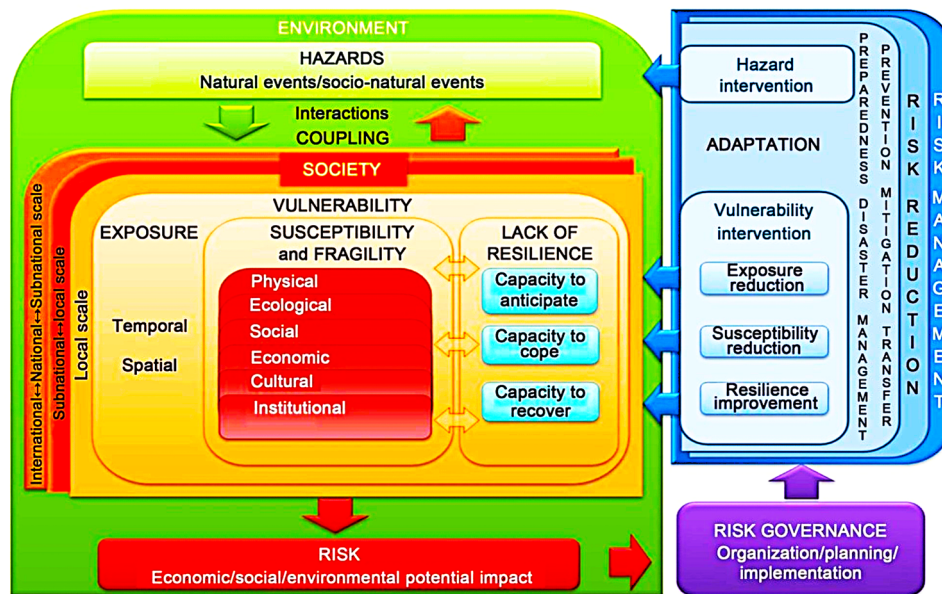 ENVIRONMENT
HAZARDS
Natural events/socio-natural events
Interactions
COUPLING
SOCIETY
International↔National↔Subnational scale
Subnational↔local scale
Local scale
VULNERABILITY
EXPOSURE
Temporal
Spatial
SUSCEPTIBILITY
and FRAGILITY
Physical
Ecological
Social
Economic
Cultural
Institutional
LACK OF
RESILIENCE
Capacity to
anticipate
Capacity to
cope
Capacity to
recover
RISK
Economic/social/environmental potential impact
Hazard
intervention
ADAPTATION
Vulnerability
intervention
Exposure
reduction
Susceptibility
reduction
Resilience
improvement
PREPAREDNESS DISASTER MANAGEMENT
PREVENTION MITIGATION TRANSFER
RISK REDUCTION
RISK MANAGEMENT
RISK GOVERNANCE
Organization/planning/
implementation